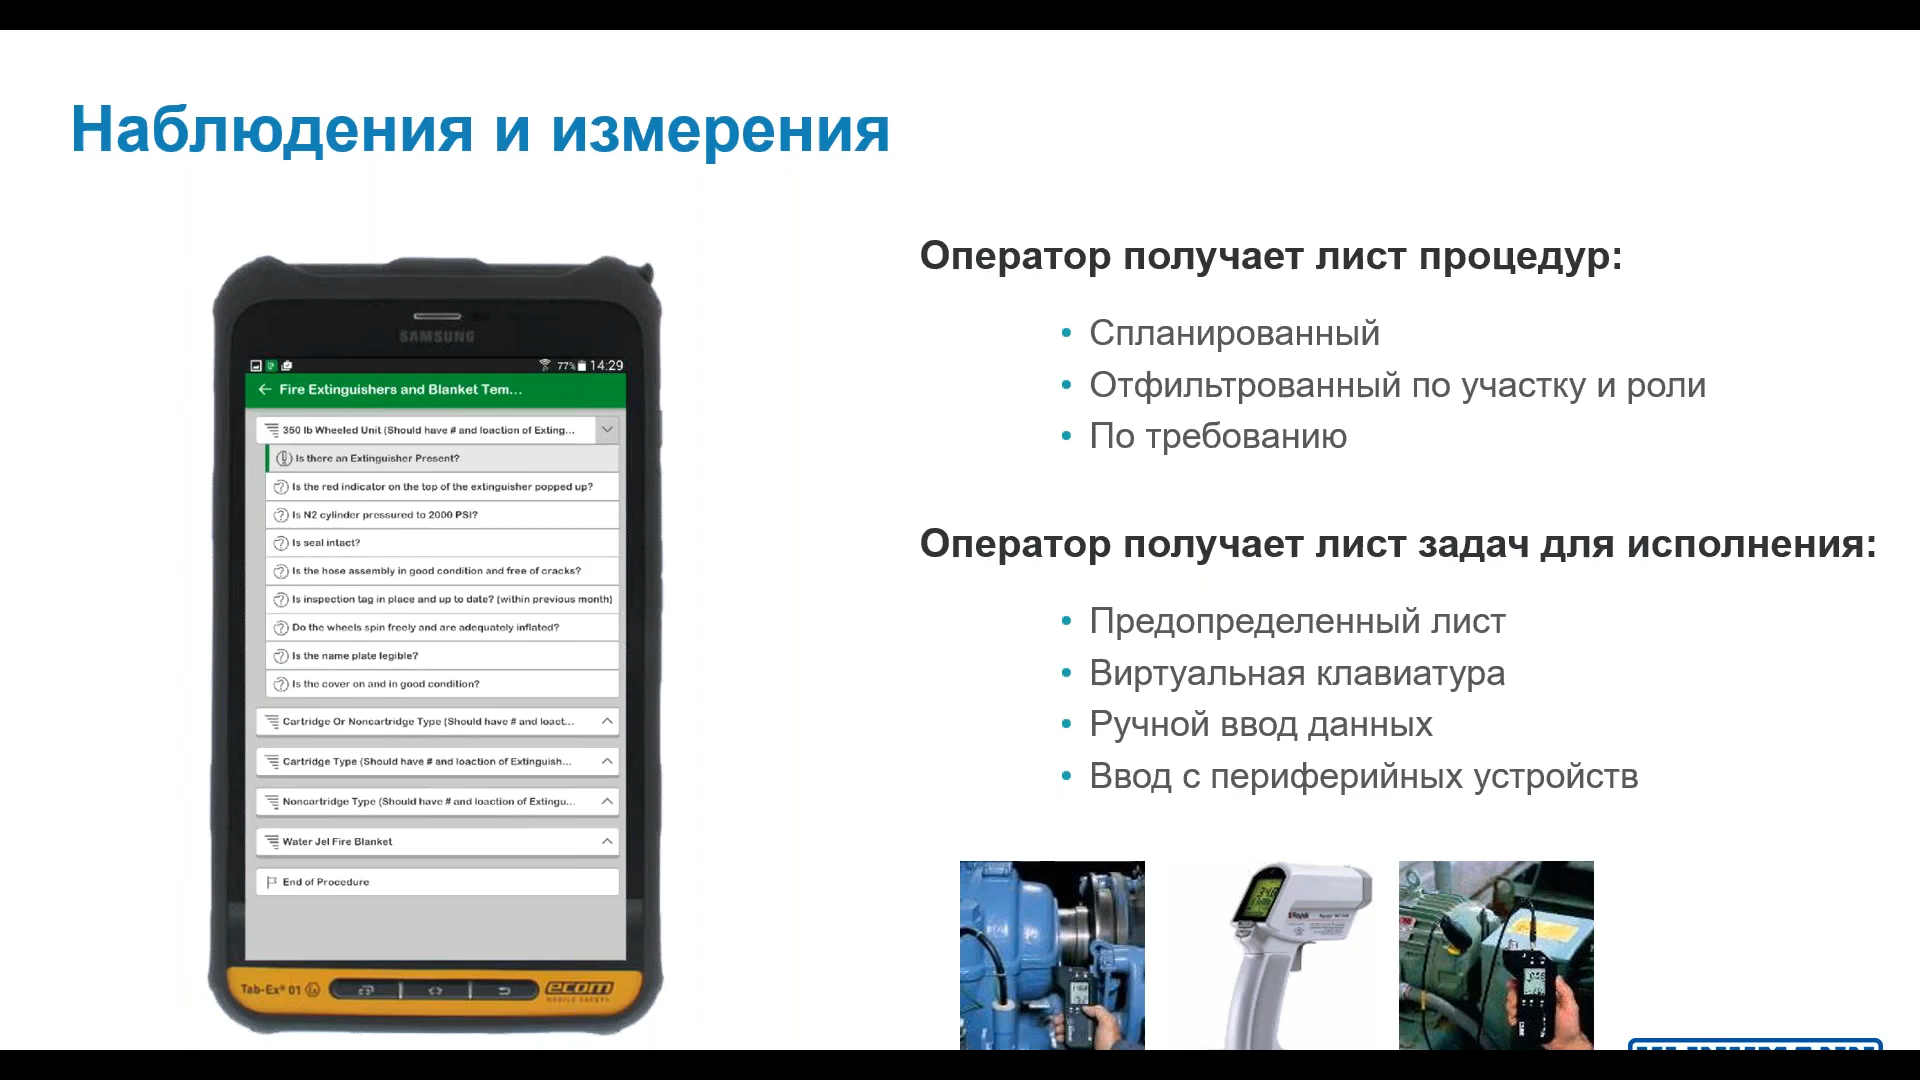 Наблюдения и измерения
Оператор получает лист процедур:
• Спланированный
• Отфильтрованный по участку и роли
• По требованию
Оператор получает лист задач для исполнения:
• Предопределенный лист
• Виртуальная клавиатура
• Ручной ввод данных
• Ввод с периферийных устройств
SAMSUNG
77% 14:29
Fire Extinguishers and Blanket Tem...
350 lb Wheeled Unit (Should have # and loaction of Exting...
Is there an Extinguisher Present?
Is the red indicator on the top of the extinguisher popped up?
Is N2 cylinder pressured to 2000 PSI?
Is seal intact?
Is the hose assembly in good condition and free of cracks?
Is inspection tag in place and up to date? (within previous month)
Do the wheels spin freely and are adequately inflated?
Is the name plate legible?
Is the cover on and in good condition?
Cartridge Or Noncartridge Type (Should have # and loact...
Cartridge Type (Should have # and loaction of Extinguish...
Noncartridge Type (Should have # and loaction of Extingu...
Water Jel Fire Blanket
End of Procedure
Tab-Ex® 01
ecom
MOBILE SAFETY
Raytek